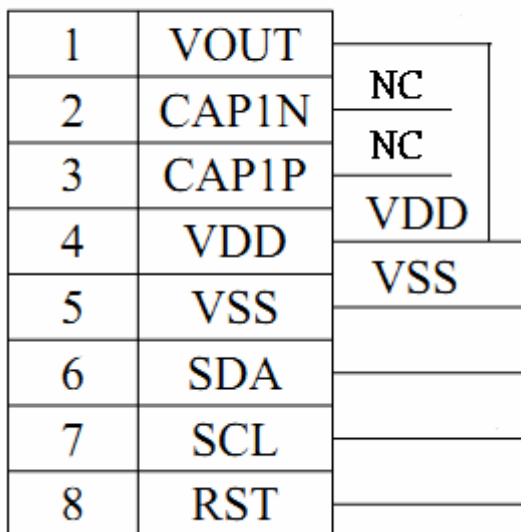 1 VOUT
NC
2 CAP1N
NC
3 CAP1P
VDD
4 VDD
VSS
5 VSS
6 SDA
7 SCL
8 RST